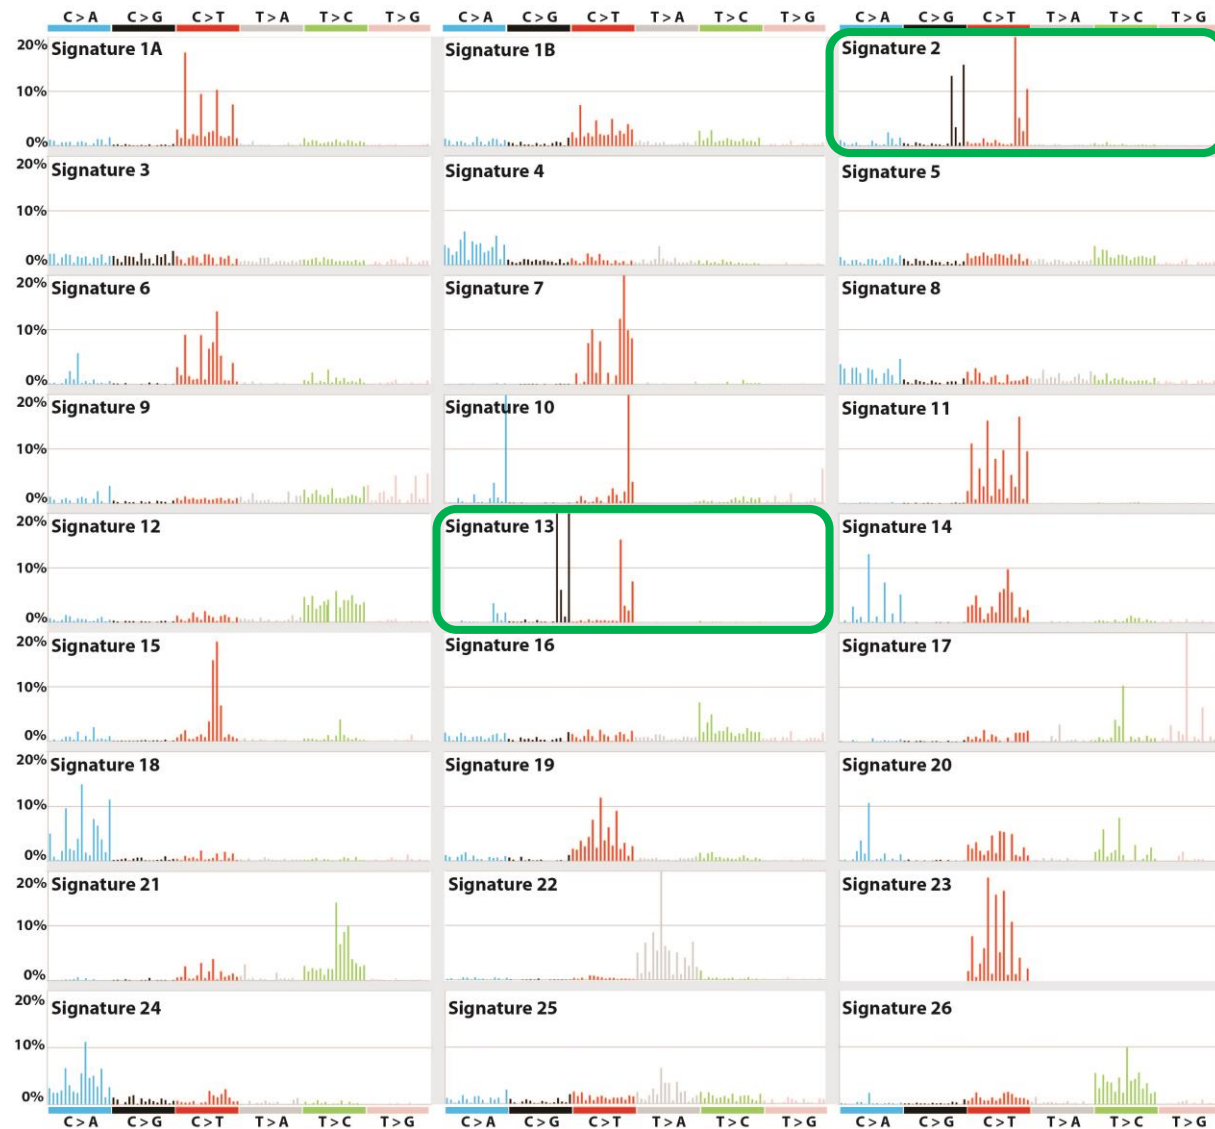 C > A C > G C > T T > A T > C T > G C > A C > G C > T T > A T > C T > G C > A C > G C > T T > A T > C T > G
20% Signature 1A Signature 1B Signature 2
10%
0%
20% Signature 3 Signature 4 Signature 5
10%
0%
20% Signature 6 Signature 7 Signature 8
10%
0%
20% Signature 9 Signature 10 Signature 11
10%
0%
20% Signature 12 Signature 13 Signature 14
10%
0%
20% Signature 15 Signature 16 Signature 17
10%
0%
20% Signature 18 Signature 19 Signature 20
10%
0%
20% Signature 21 Signature 22 Signature 23
10%
0%
20% Signature 24 Signature 25 Signature 26
10%
0%
C > A C > G C > T T > A T > C T > G C > A C > G C > T T > A T > C T > G C > A C > G C > T T > A T > C T > G